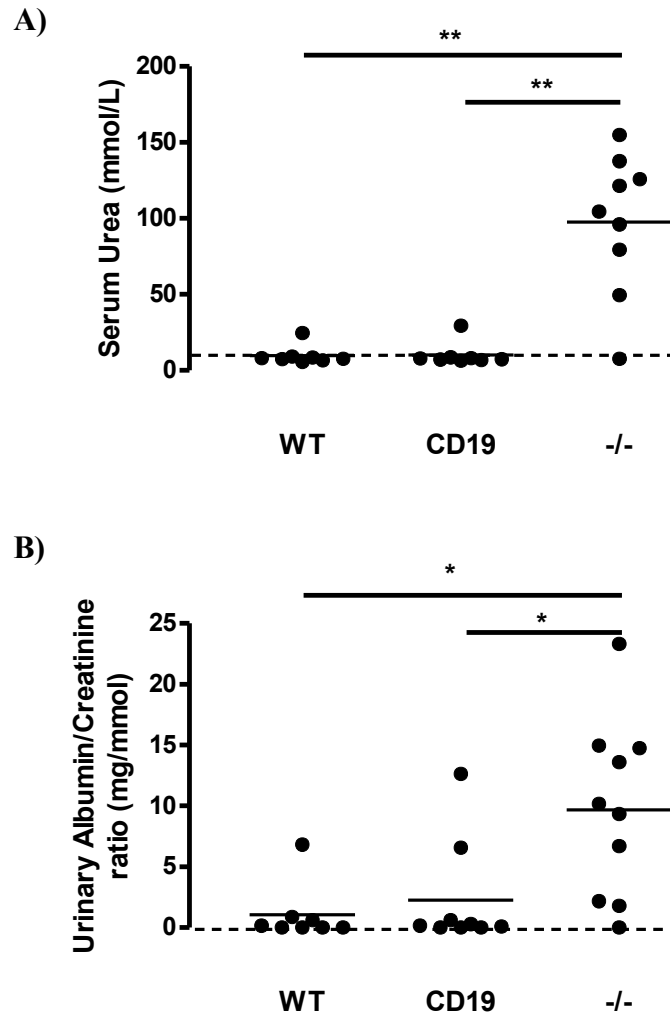 A)
**
**
200
150
100
50
0
Serum Urea (mmol/L)
WT CD19 -/-
B)
*
*
25
20
15
10
5
0
Urinary Albumin/Creatinine
ratio (mg/mmol)
WT CD19 -/-